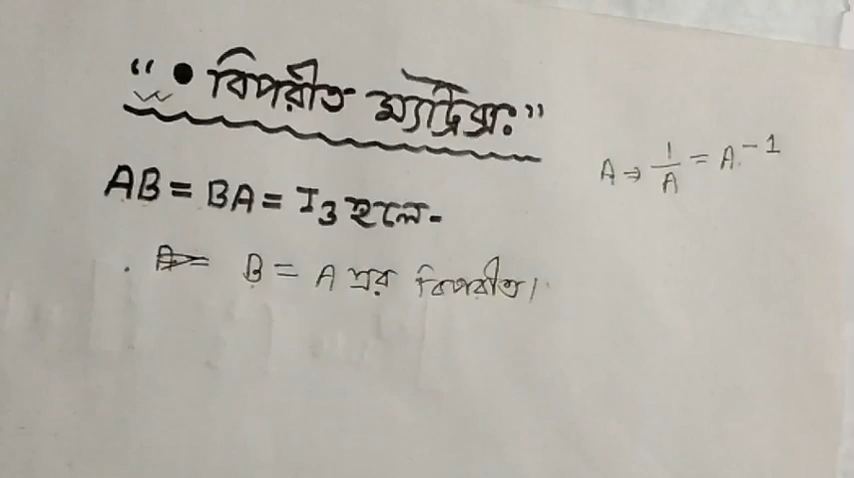 “ • বিপরীত ম্যাট্রিক্স: ”
A → 1/A = A⁻¹
AB = BA = I₃ হলে-
B = A এর বিপরীত।